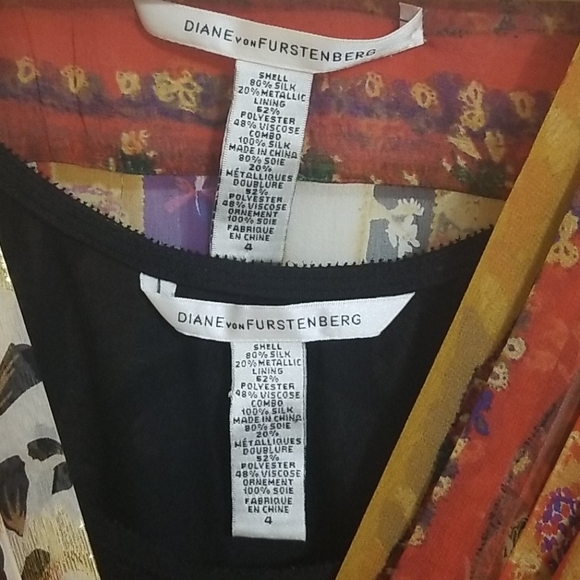 DIANE VON FURSTENBERG
SHELL
80% SILK
20% METALLIC
LINING
52%
POLYESTER
48% VISCOSE
COMBO
100% SILK
MADE IN CHINA
80% SOIE
20%
MÉTALLIQUES
DOUBLURE
52%
POLYESTER
48% VISCOSE
ORNEMENT
100% SOIE
FABRIQUE
EN CHINE
4
DIANE VON FURSTENBERG
SHELL
80% SILK
20% METALLIC
LINING
52%
POLYESTER
48% VISCOSE
COMBO
100% SILK
MADE IN CHINA
80% SOIE
20%
MÉTALLIQUES
DOUBLURE
52%
POLYESTER
48% VISCOSE
ORNEMENT
100% SOIE
FABRIQUE
EN CHINE
4